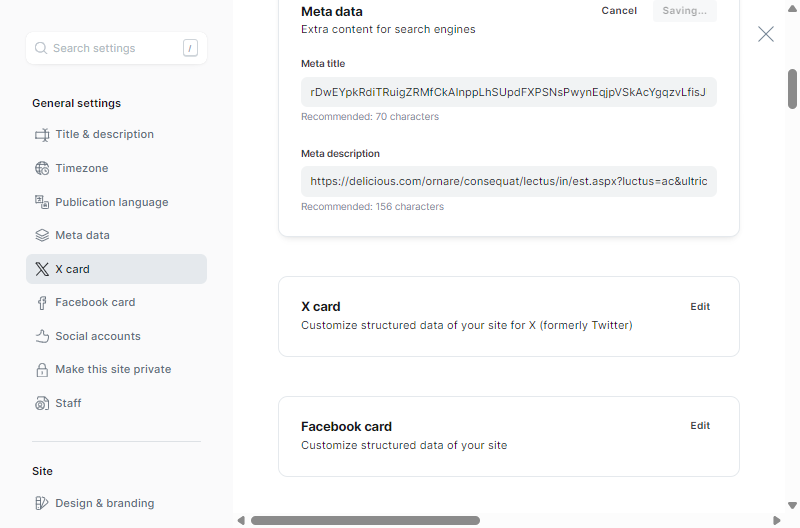 Search settings
/
General settings
Title & description
Timezone
Publication language
Meta data
X card
Facebook card
Social accounts
Make this site private
Staff
Site
Design & branding
Meta data
Cancel
Saving...
Extra content for search engines
Meta title
rDwEYpkRdiTRuigZRMfCkAInppLhSUpdFXPSNsPwynEqjpVSkAcYgqzvLfisJ
Recommended: 70 characters
Meta description
https://delicious.com/ornare/consequat/lectus/in/est.aspx?luctus=ac&ultric
Recommended: 156 characters
X card
Edit
Customize structured data of your site for X (formerly Twitter)
Facebook card
Edit
Customize structured data of your site